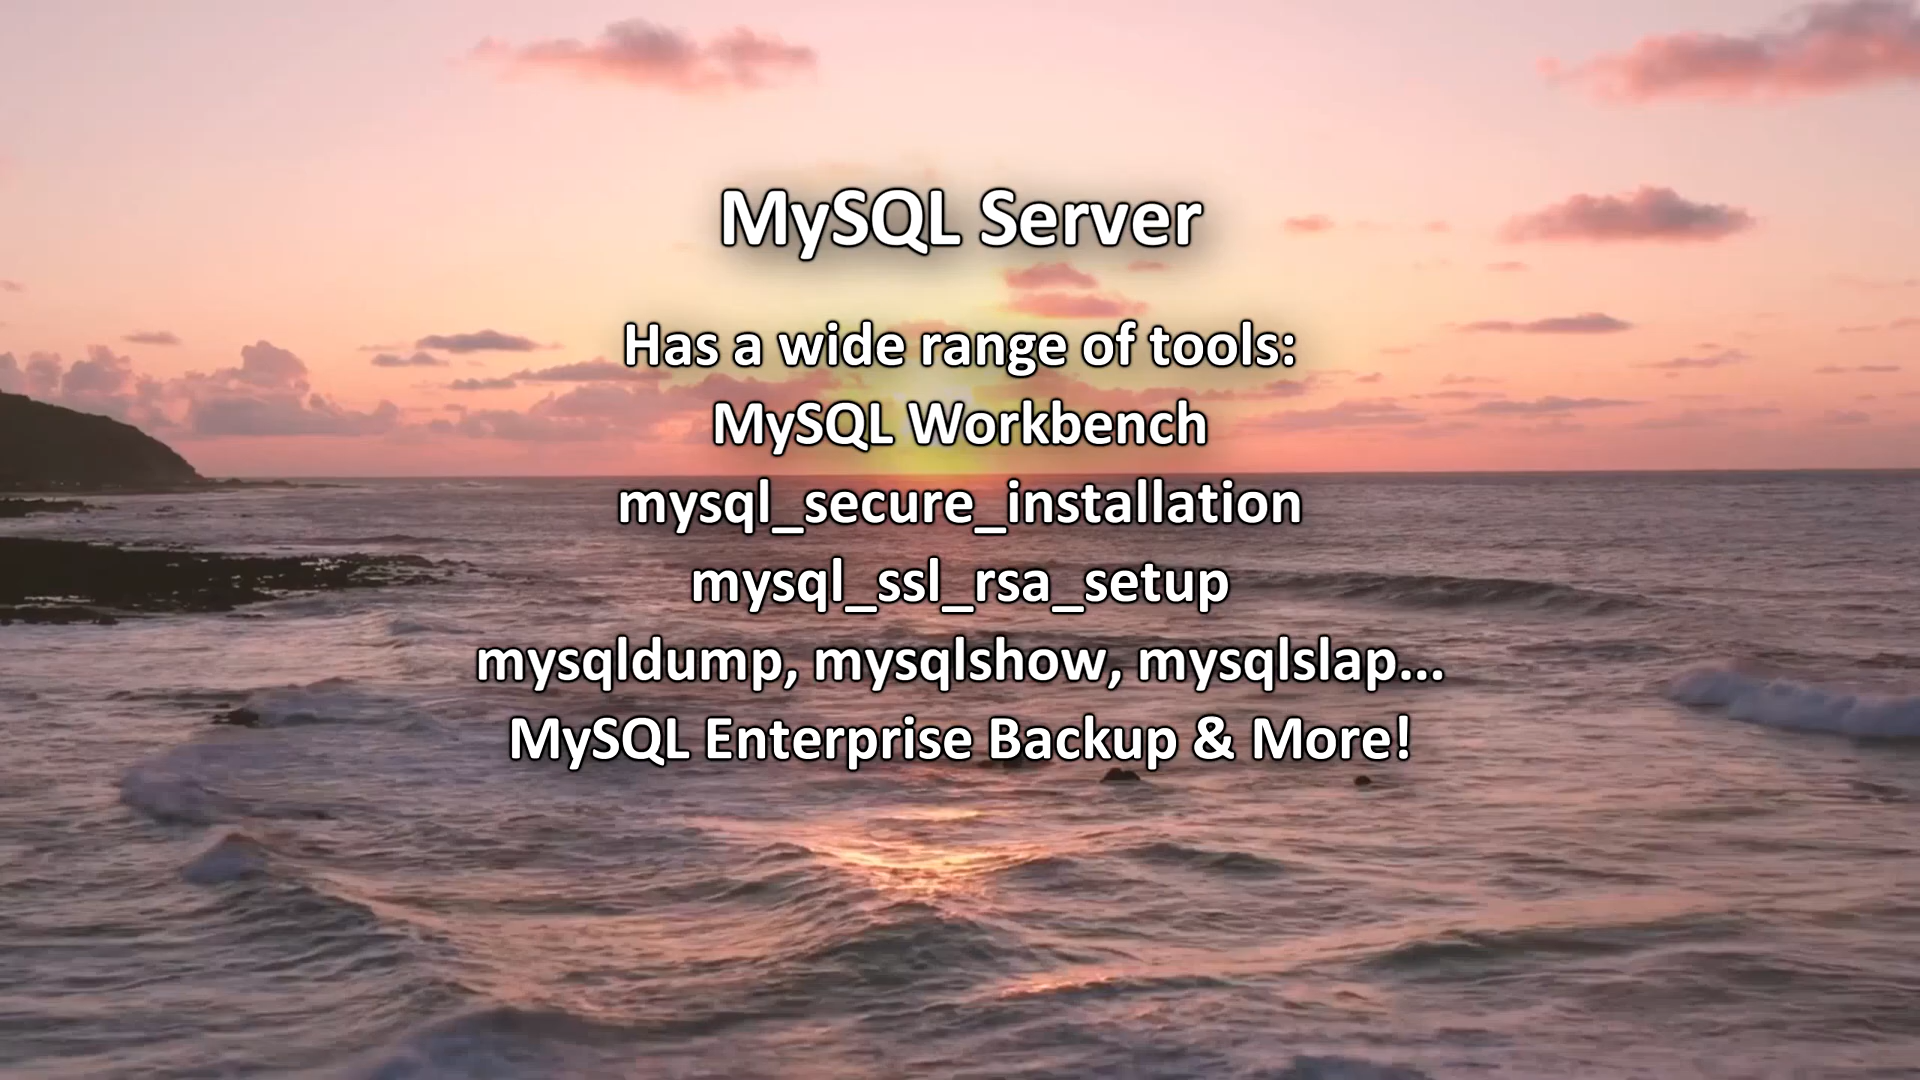 MySQL Server
Has a wide range of tools:
MySQL Workbench
mysql_secure_installation
mysql_ssl_rsa_setup
mysqldump, mysqlshow, mysqlslap...
MySQL Enterprise Backup & More!